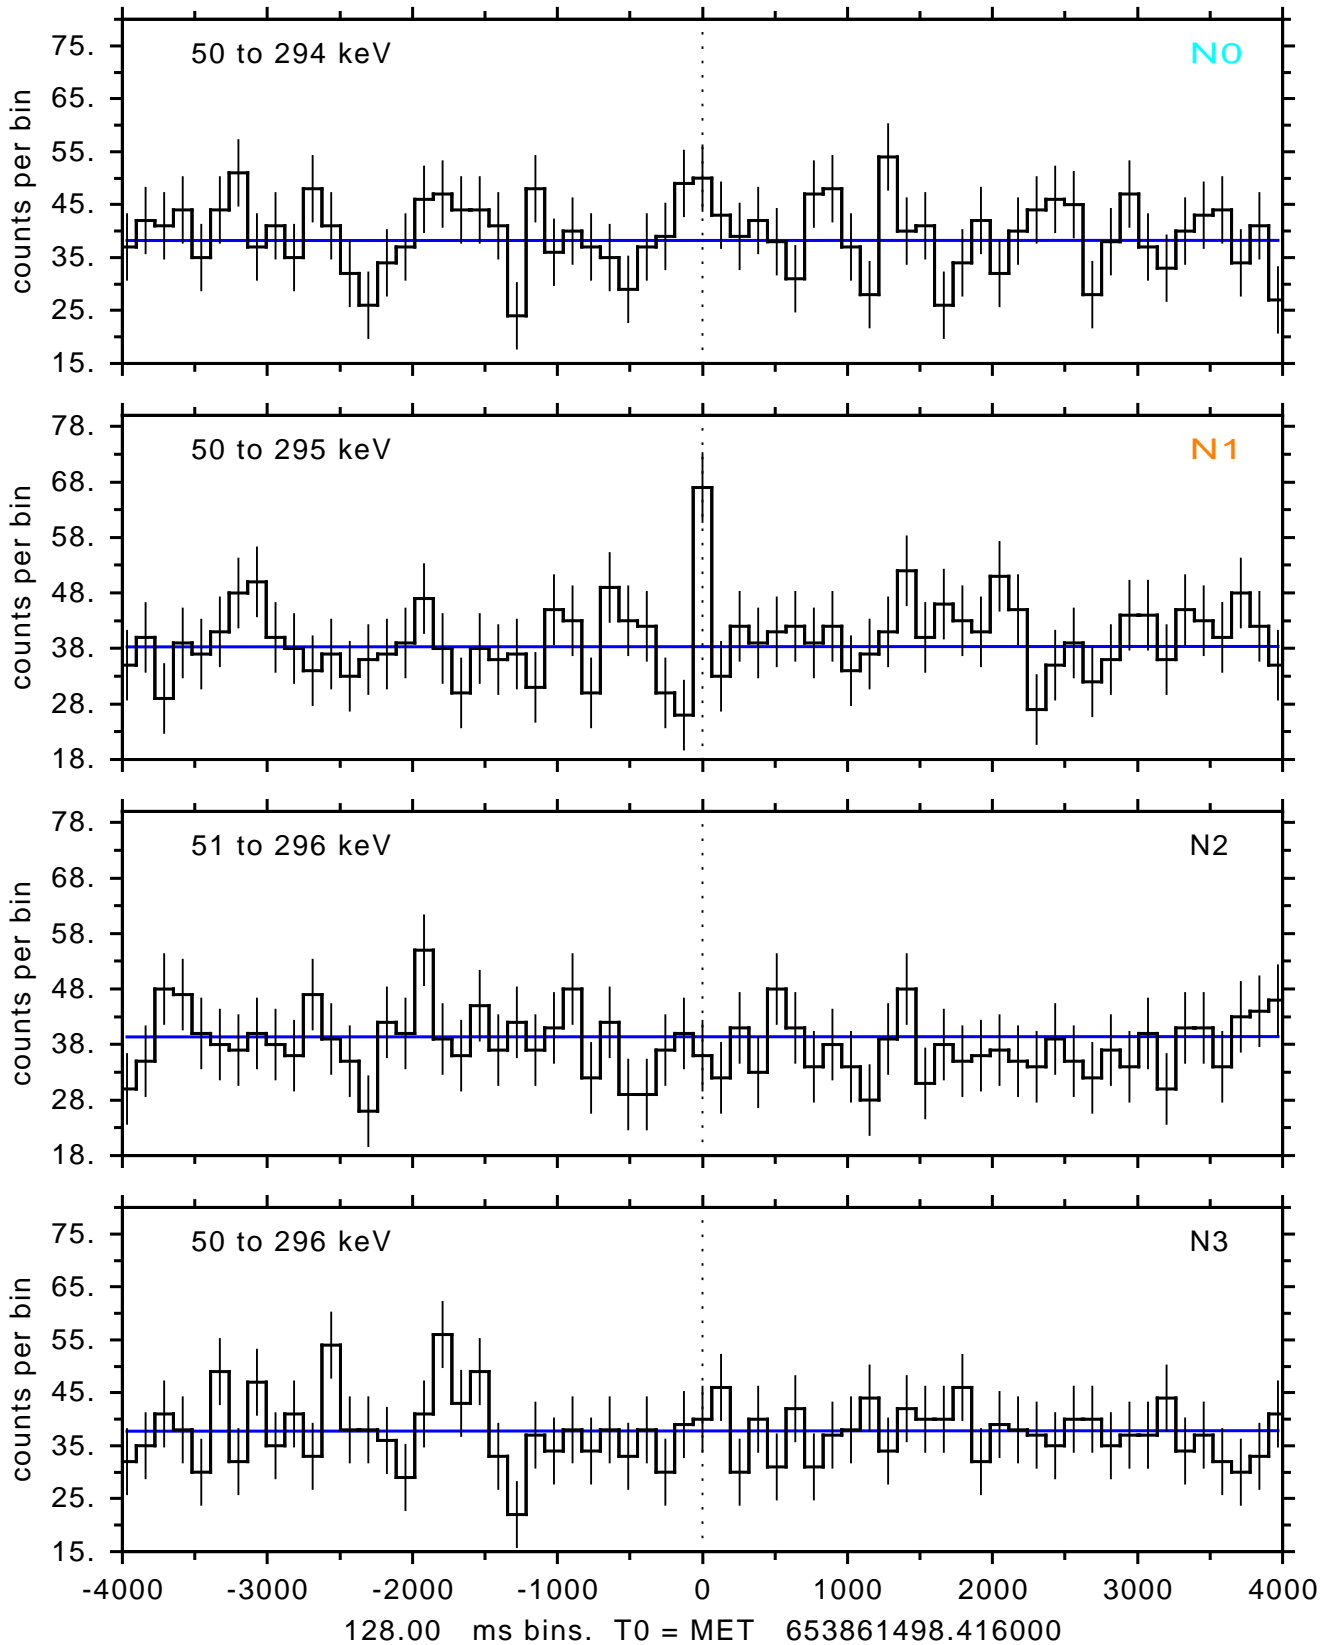 50 to 294 keV N0
75.
65.
55.
45.
35.
25.
15.
counts per bin
50 to 295 keV N1
78.
68.
58.
48.
38.
28.
18.
counts per bin
51 to 296 keV N2
78.
68.
58.
48.
38.
28.
18.
counts per bin
50 to 296 keV N3
75.
65.
55.
45.
35.
25.
15.
counts per bin
-4000 -3000 -2000 -1000 0 1000 2000 3000 4000
128.00 ms bins. T0 = MET 653861498.416000